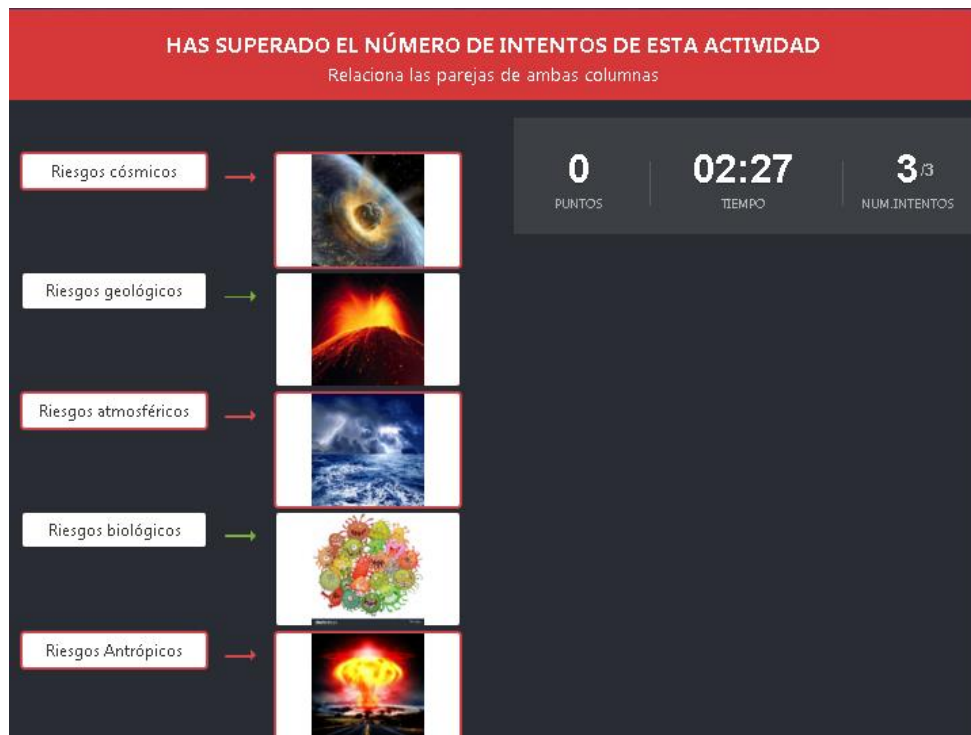 HAS SUPERADO EL NÚMERO DE INTENTOS DE ESTA ACTIVIDAD
Relaciona las parejas de ambas columnas
0
PUNTOS
02:27
TIEMPO
3/3
NUM.INTENTOS
Riesgos cósmicos
Riesgos geológicos
Riesgos atmosféricos
Riesgos biológicos
Riesgos Antrópicos